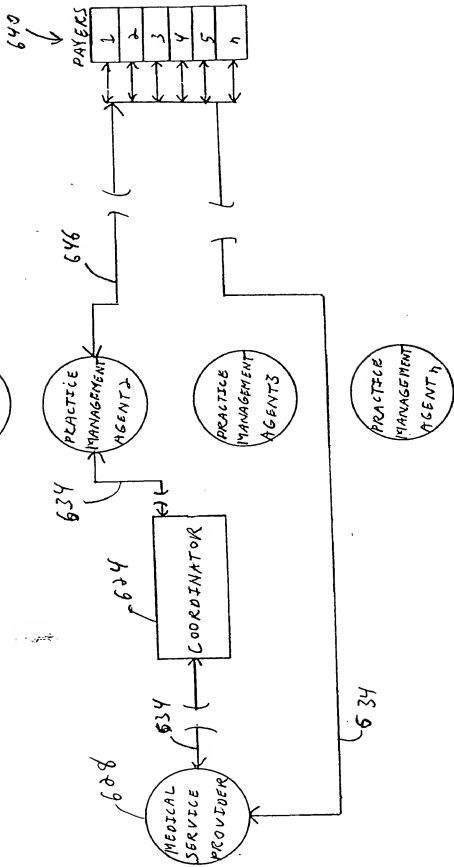 640
PAYERS
1
2
3
4
5
n
646
PRACTICE
MANAGEMENT
AGENT 2
634
PRACTICE
MANAGEMENT
AGENT 3
PRACTICE
MANAGEMENT
AGENT n
624
COORDINATOR
634
628
MEDICAL
SERVICE
PROVIDER
634